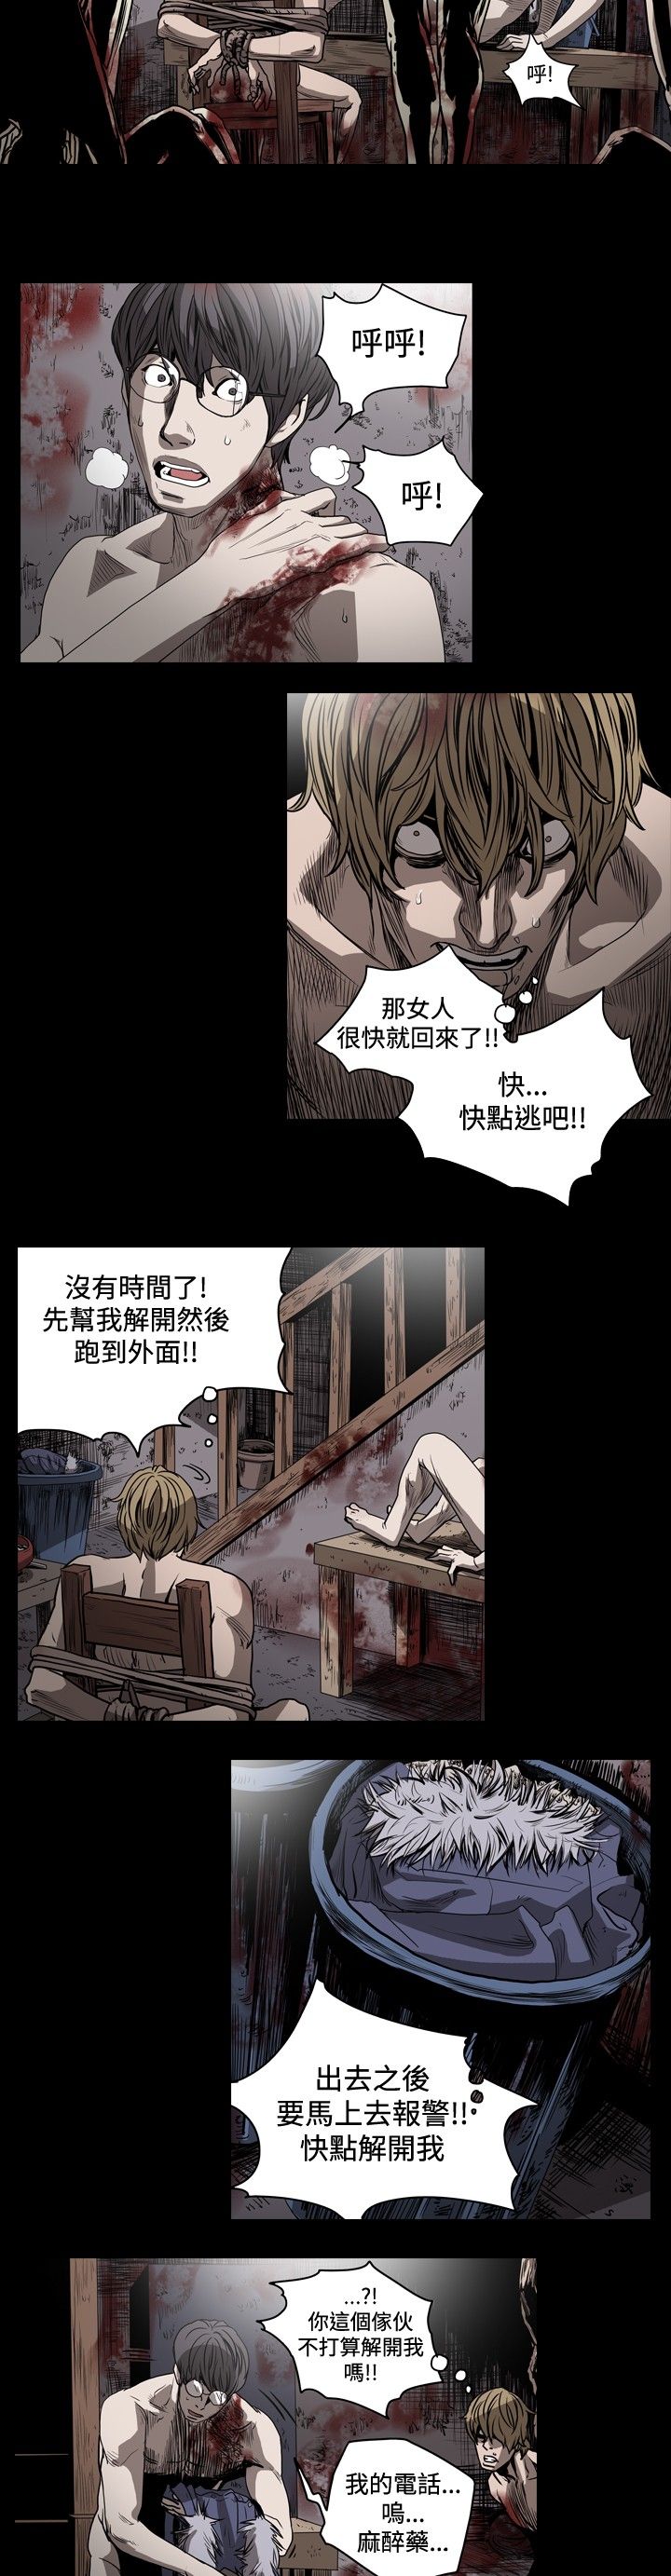 呼!
呼呼!
呼!
那女人
很快就回來了!!
快...
快點逃吧!!
沒有時間了!
先幫我解開然後
跑到外面!!
出去之後
要馬上去報警!!
快點解開我
...?!
你這個傢伙
不打算解開我
嗎!!
我的電話...
嗚...
麻醉藥...